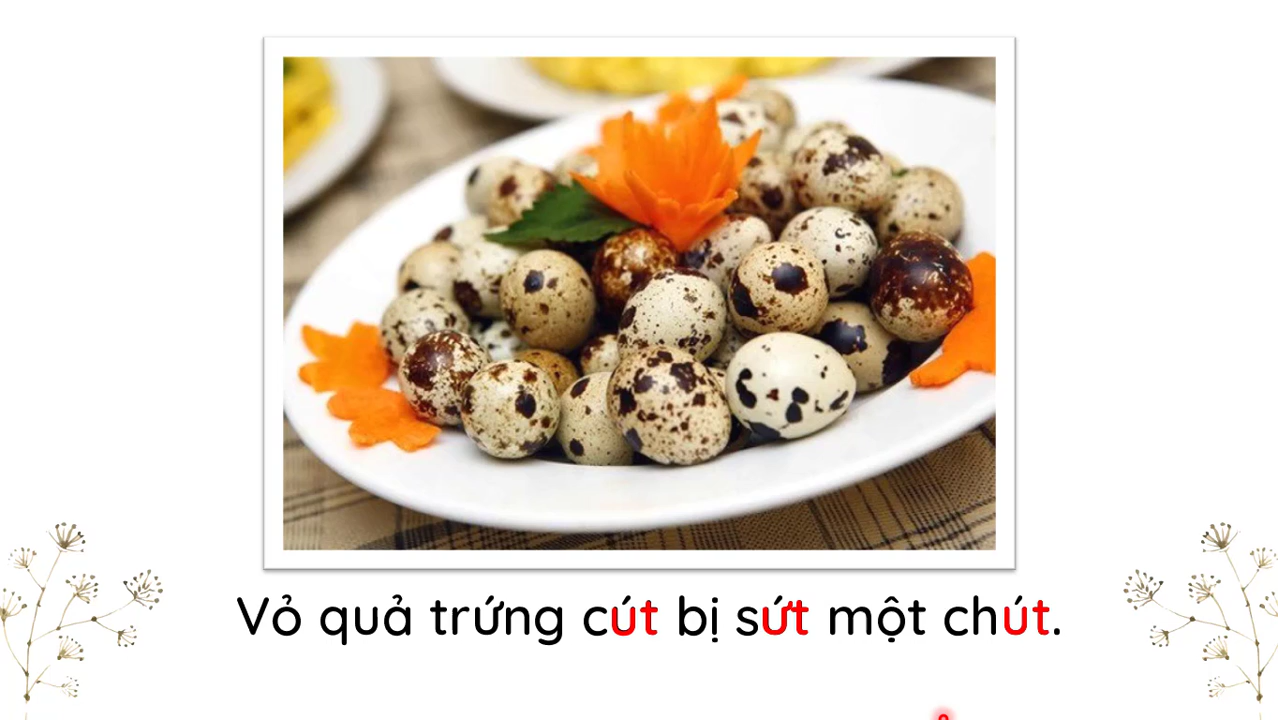 Vỏ quả trứng cút bị sứt một chút.